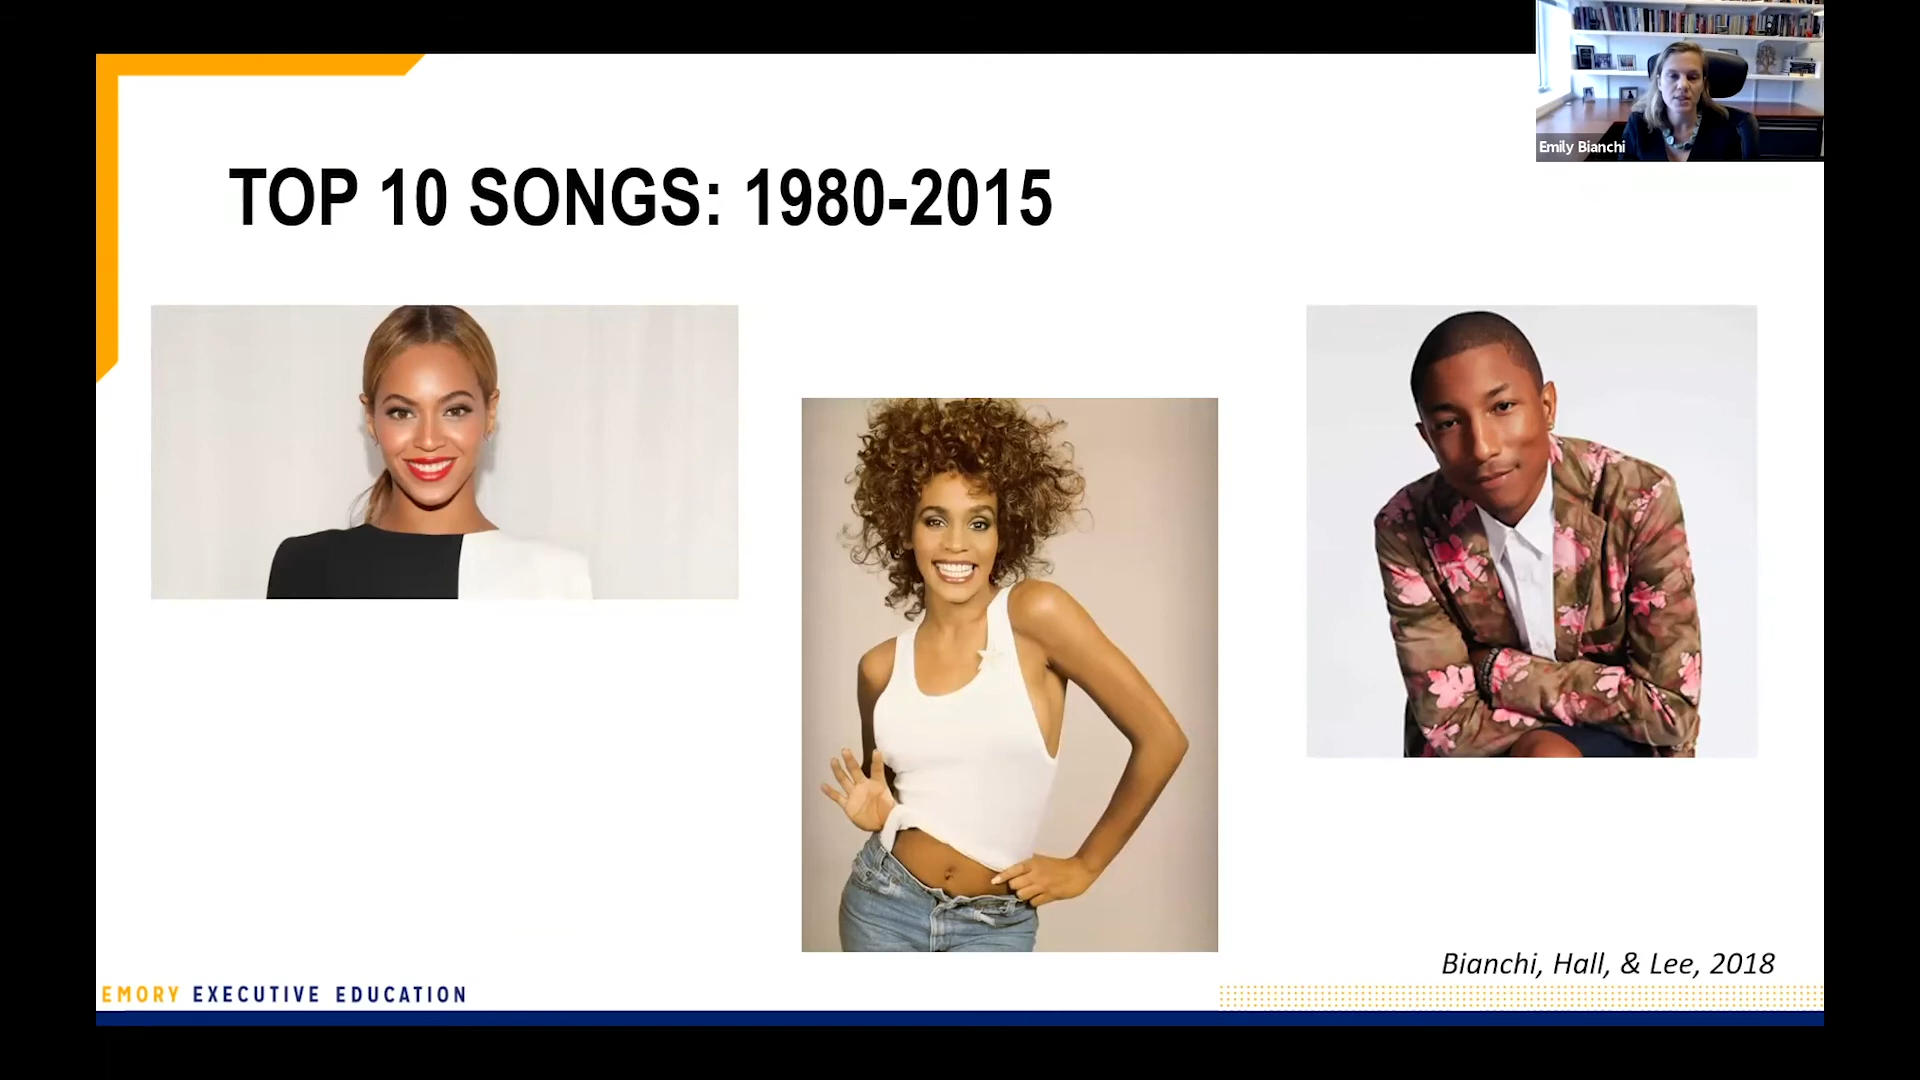 Emily Bianchi
TOP 10 SONGS: 1980-2015
Bianchi, Hall, & Lee, 2018
EMORY EXECUTIVE EDUCATION